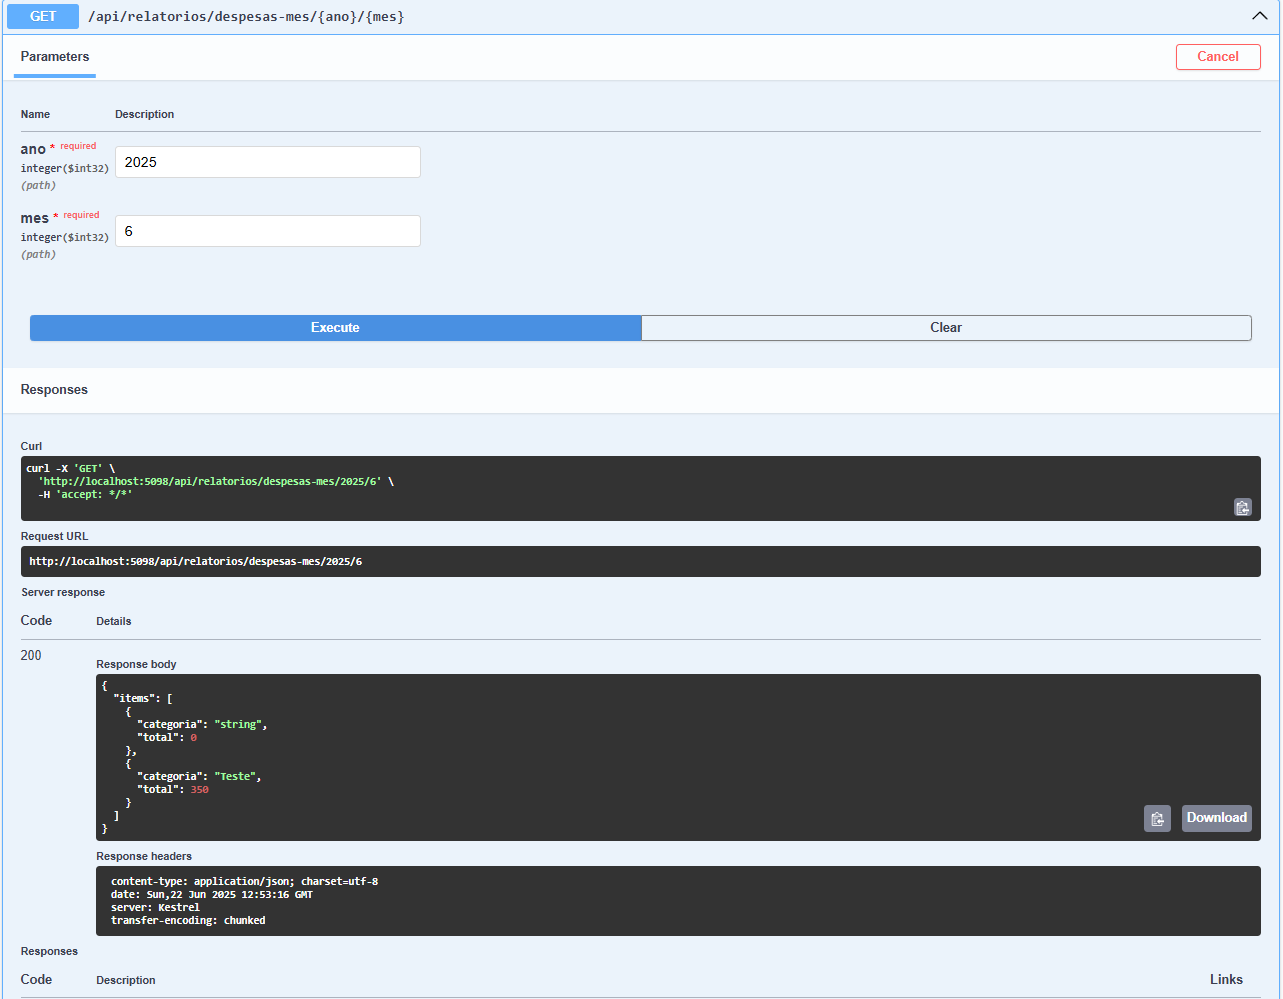 GET /api/relatorios/despesas-mes/{ano}/{mes}
Parameters
Cancel
Name Description
ano * required
integer($int32)
(path)
2025
mes * required
integer($int32)
(path)
6
Execute Clear
Responses
Curl
curl -X 'GET' \
  'http://localhost:5098/api/relatorios/despesas-mes/2025/6' \
  -H 'accept: */*'
Request URL
http://localhost:5098/api/relatorios/despesas-mes/2025/6
Server response
Code Details
200
Response body
{
  "items": [
    {
      "categoria": "string",
      "total": 0
    },
    {
      "categoria": "Teste",
      "total": 350
    }
  ]
}
Download
Response headers
content-type: application/json; charset=utf-8
date: Sun,22 Jun 2025 12:53:16 GMT
server: Kestrel
transfer-encoding: chunked
Responses
Code Description Links